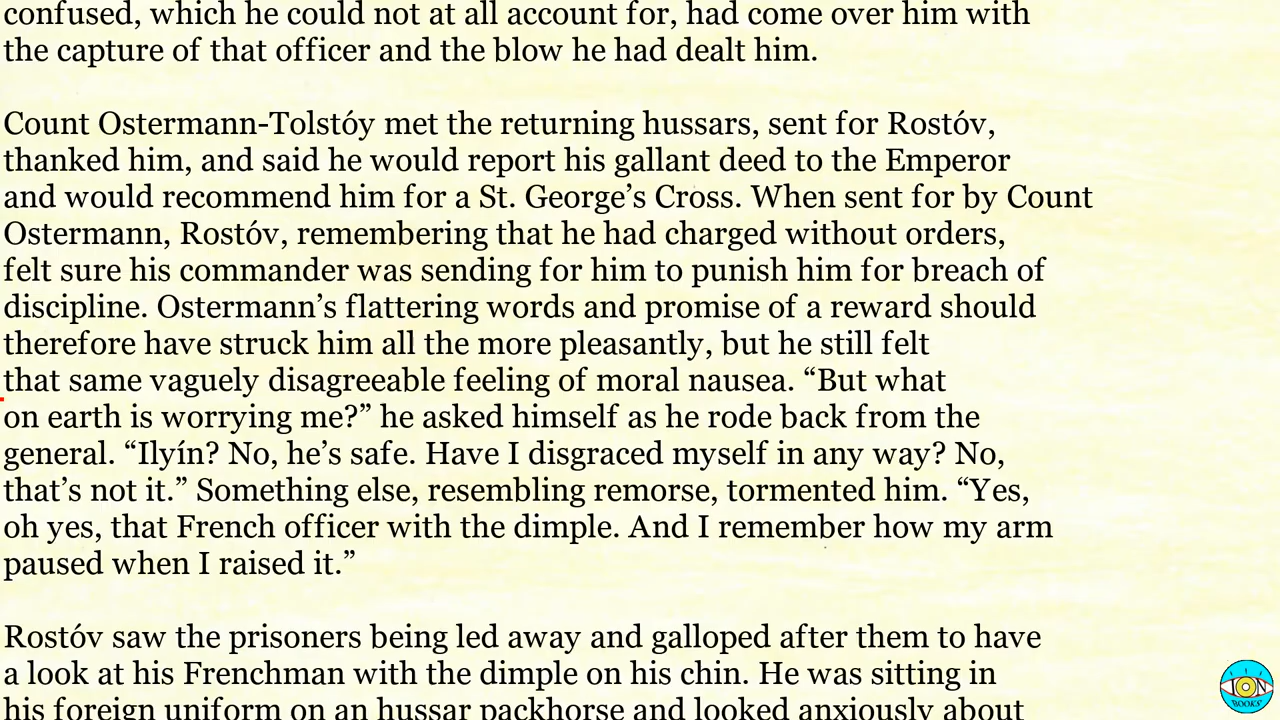 confused, which he could not at all account for, had come over him with
the capture of that officer and the blow he had dealt him.
Count Ostermann-Tolstóy met the returning hussars, sent for Rostóv,
thanked him, and said he would report his gallant deed to the Emperor
and would recommend him for a St. George’s Cross. When sent for by Count
Ostermann, Rostóv, remembering that he had charged without orders,
felt sure his commander was sending for him to punish him for breach of
discipline. Ostermann’s flattering words and promise of a reward should
therefore have struck him all the more pleasantly, but he still felt
that same vaguely disagreeable feeling of moral nausea. “But what
on earth is worrying me?” he asked himself as he rode back from the
general. “Ilyín? No, he’s safe. Have I disgraced myself in any way? No,
that’s not it.” Something else, resembling remorse, tormented him. “Yes,
oh yes, that French officer with the dimple. And I remember how my arm
paused when I raised it.”
Rostóv saw the prisoners being led away and galloped after them to have
a look at his Frenchman with the dimple on his chin. He was sitting in
his foreign uniform on an hussar packhorse and looked anxiously about
ION
BOOKS